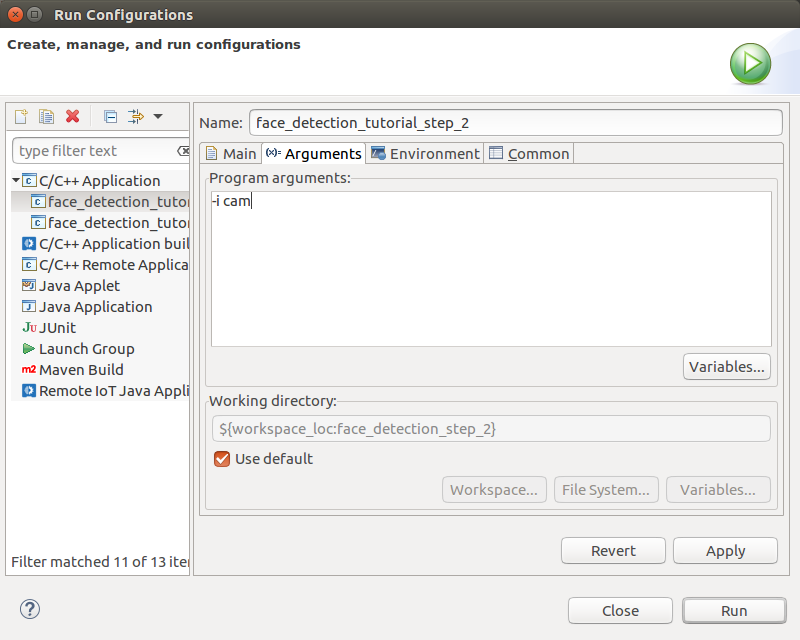 Run Configurations
Create, manage, and run configurations
type filter text
C/C++ Application
face_detection_tutor
face_detection_tutor
C/C++ Application buil
C/C++ Remote Applica
Java Applet
Java Application
JUnit
Launch Group
Maven Build
Remote IoT Java Appli
Filter matched 11 of 13 iter
Name: face_detection_tutorial_step_2
Main (x)= Arguments Environment Common
Program arguments:
-i cam
Variables...
Working directory:
${workspace_loc:face_detection_step_2}
Use default
Workspace... File System... Variables...
Revert Apply
? Close Run